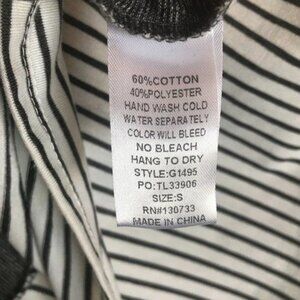 60%COTTON
40%POLYESTER
HAND WASH COLD
WATER SEPARATELY
COLOR WILL BLEED
NO BLEACH
HANG TO DRY
STYLE:G1495
PO:TL33906
SIZE:S
RN#130733
MADE IN CHINA